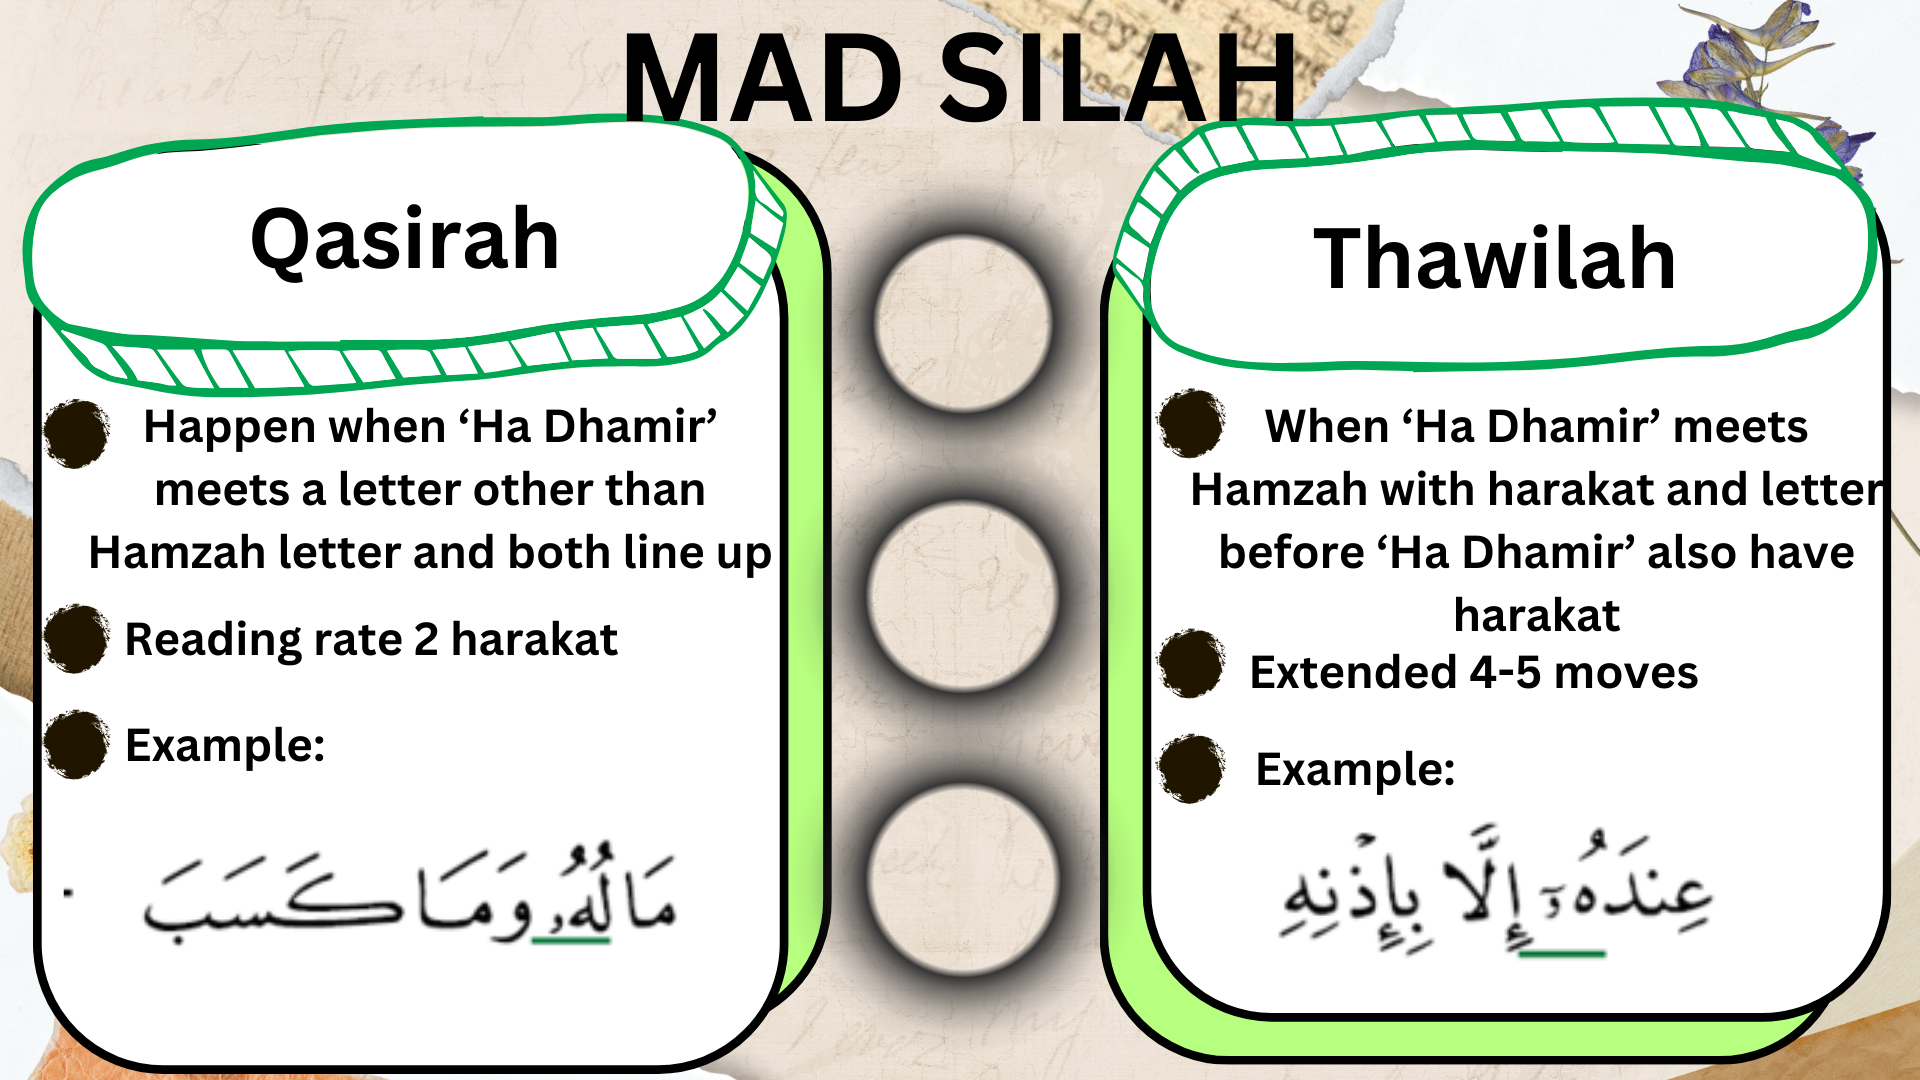 MAD SILAH
Qasirah
Happen when ‘Ha Dhamir’
meets a letter other than
Hamzah letter and both line up
Reading rate 2 harakat
Example:
مَالُهُۥ وَمَا كَسَبَ
Thawilah
When ‘Ha Dhamir’ meets
Hamzah with harakat and letter
before ‘Ha Dhamir’ also have
harakat
Extended 4-5 moves
Example:
عِندَهُۥٓ إِلَّا بِإِذْنِهِ